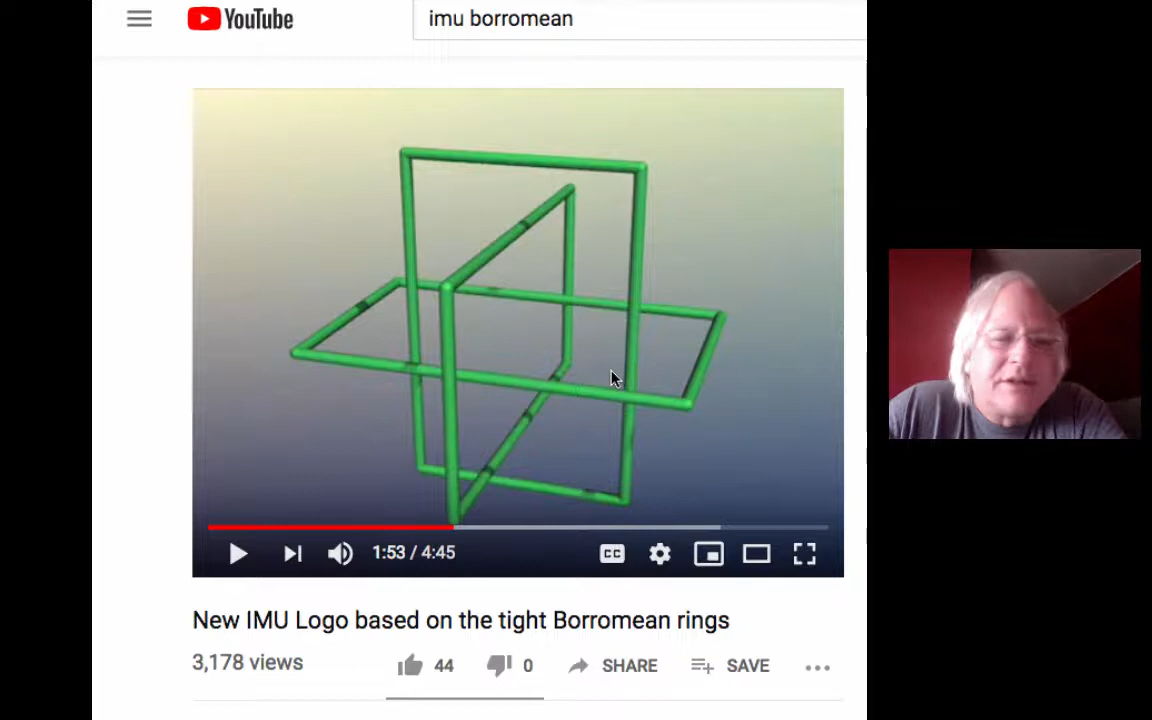 YouTube
imu borromean
1:53 / 4:45
CC
New IMU Logo based on the tight Borromean rings
3,178 views
44
0
SHARE
SAVE